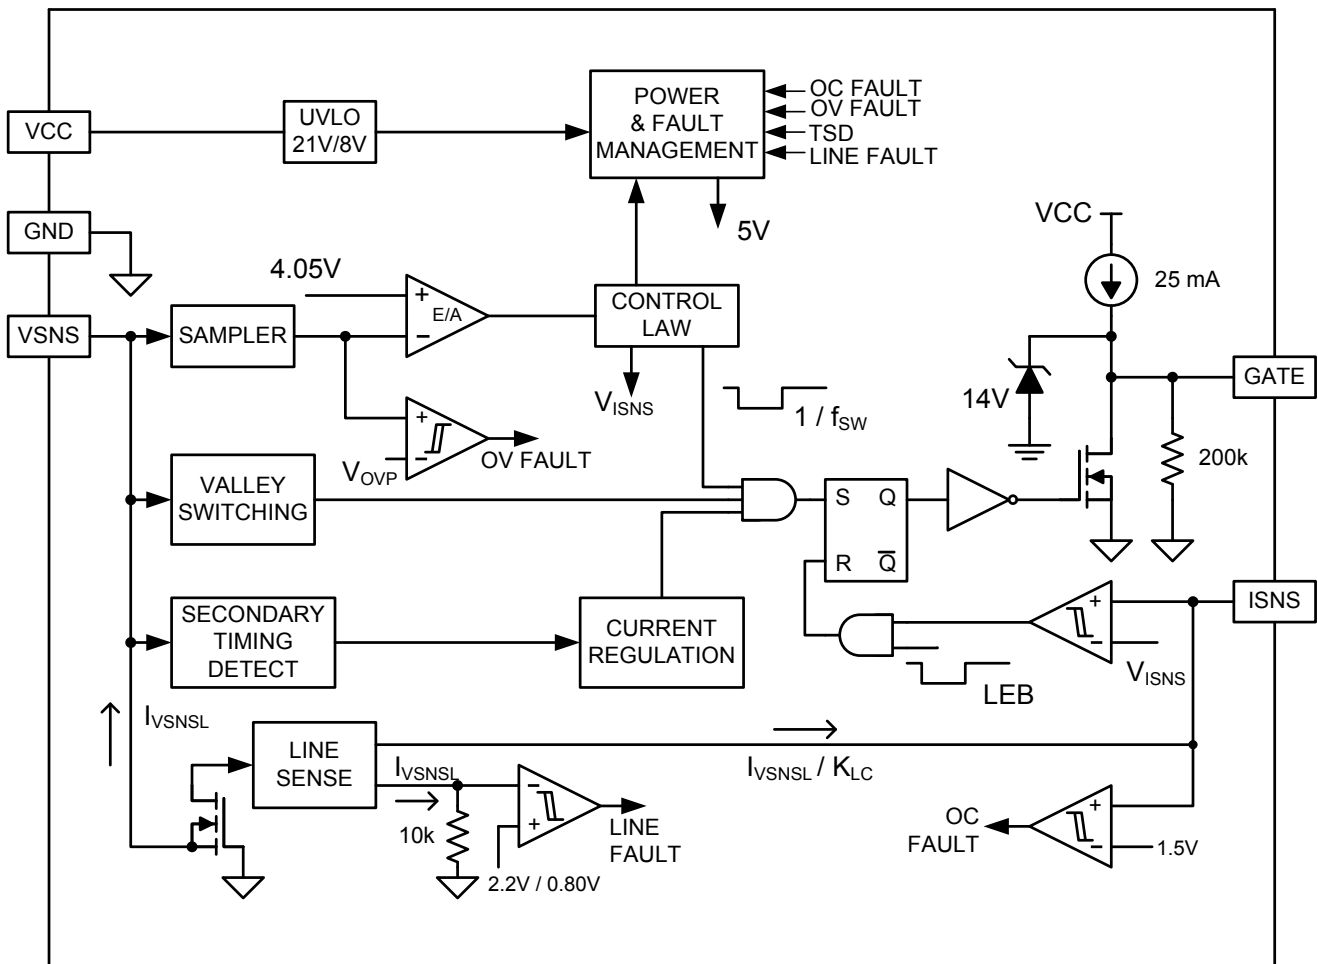 VCC
UVLO
21V/8V
POWER
& FAULT
MANAGEMENT
OC FAULT
OV FAULT
TSD
LINE FAULT
5V
GND
VSNS
4.05V
SAMPLER
+
E/A
−
CONTROL
LAW
VISNS
1 / fSW
VCC
25 mA
14V
GATE
200k
+
−
VOVP
OV FAULT
VALLEY
SWITCHING
S Q
R Q̅
SECONDARY
TIMING
DETECT
CURRENT
REGULATION
LEB
+
−
VISNS
ISNS
IVSNSL
LINE
SENSE
IVSNSL
10k
−
+
2.2V / 0.80V
LINE
FAULT
IVSNSL / KLC
OC
FAULT
+
−
1.5V